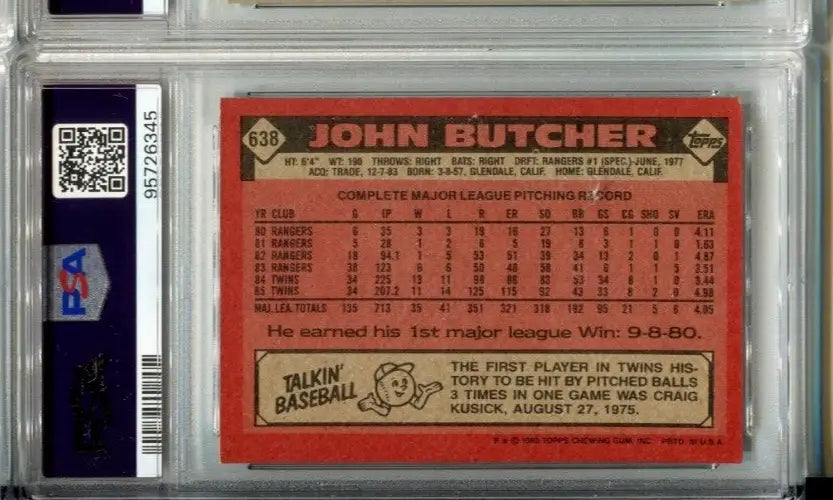 95726345
PSA
638
JOHN BUTCHER
topps
HT: 6'4" WT: 190 THROWS: RIGHT BATS: RIGHT DRFT: RANGERS #1 (SPEC.)-JUNE, 1977
ACQ: TRADE, 12-7-83 BORN: 3-8-57, GLENDALE, CALIF. HOME: GLENDALE, CALIF.
COMPLETE MAJOR LEAGUE PITCHING RECORD
YR CLUB G IP W L R ER SO BB GS CG SHO SV ERA
80 RANGERS 6 35 3 3 19 16 27 13 6 1 0 0 4.11
81 RANGERS 5 28 1 2 6 5 19 8 3 1 1 0 1.63
82 RANGERS 18 94.1 1 5 53 51 39 34 13 2 0 1 4.87
83 RANGERS 38 123 6 6 50 48 58 41 6 1 1 5 3.51
84 TWINS 34 225 13 11 98 86 83 53 34 8 1 0 3.44
85 TWINS 34 207.2 11 14 125 115 92 43 33 8 2 0 4.98
MAJ. LEA. TOTALS 135 713 35 41 351 321 318 192 95 21 5 6 4.05
He earned his 1st major league Win: 9-8-80.
TALKIN' BASEBALL
THE FIRST PLAYER IN TWINS HIS-
TORY TO BE HIT BY PITCHED BALLS
3 TIMES IN ONE GAME WAS CRAIG
KUSICK, AUGUST 27, 1975.
© 1986 TOPPS CHEWING GUM, INC. PRTD. IN U.S.A.